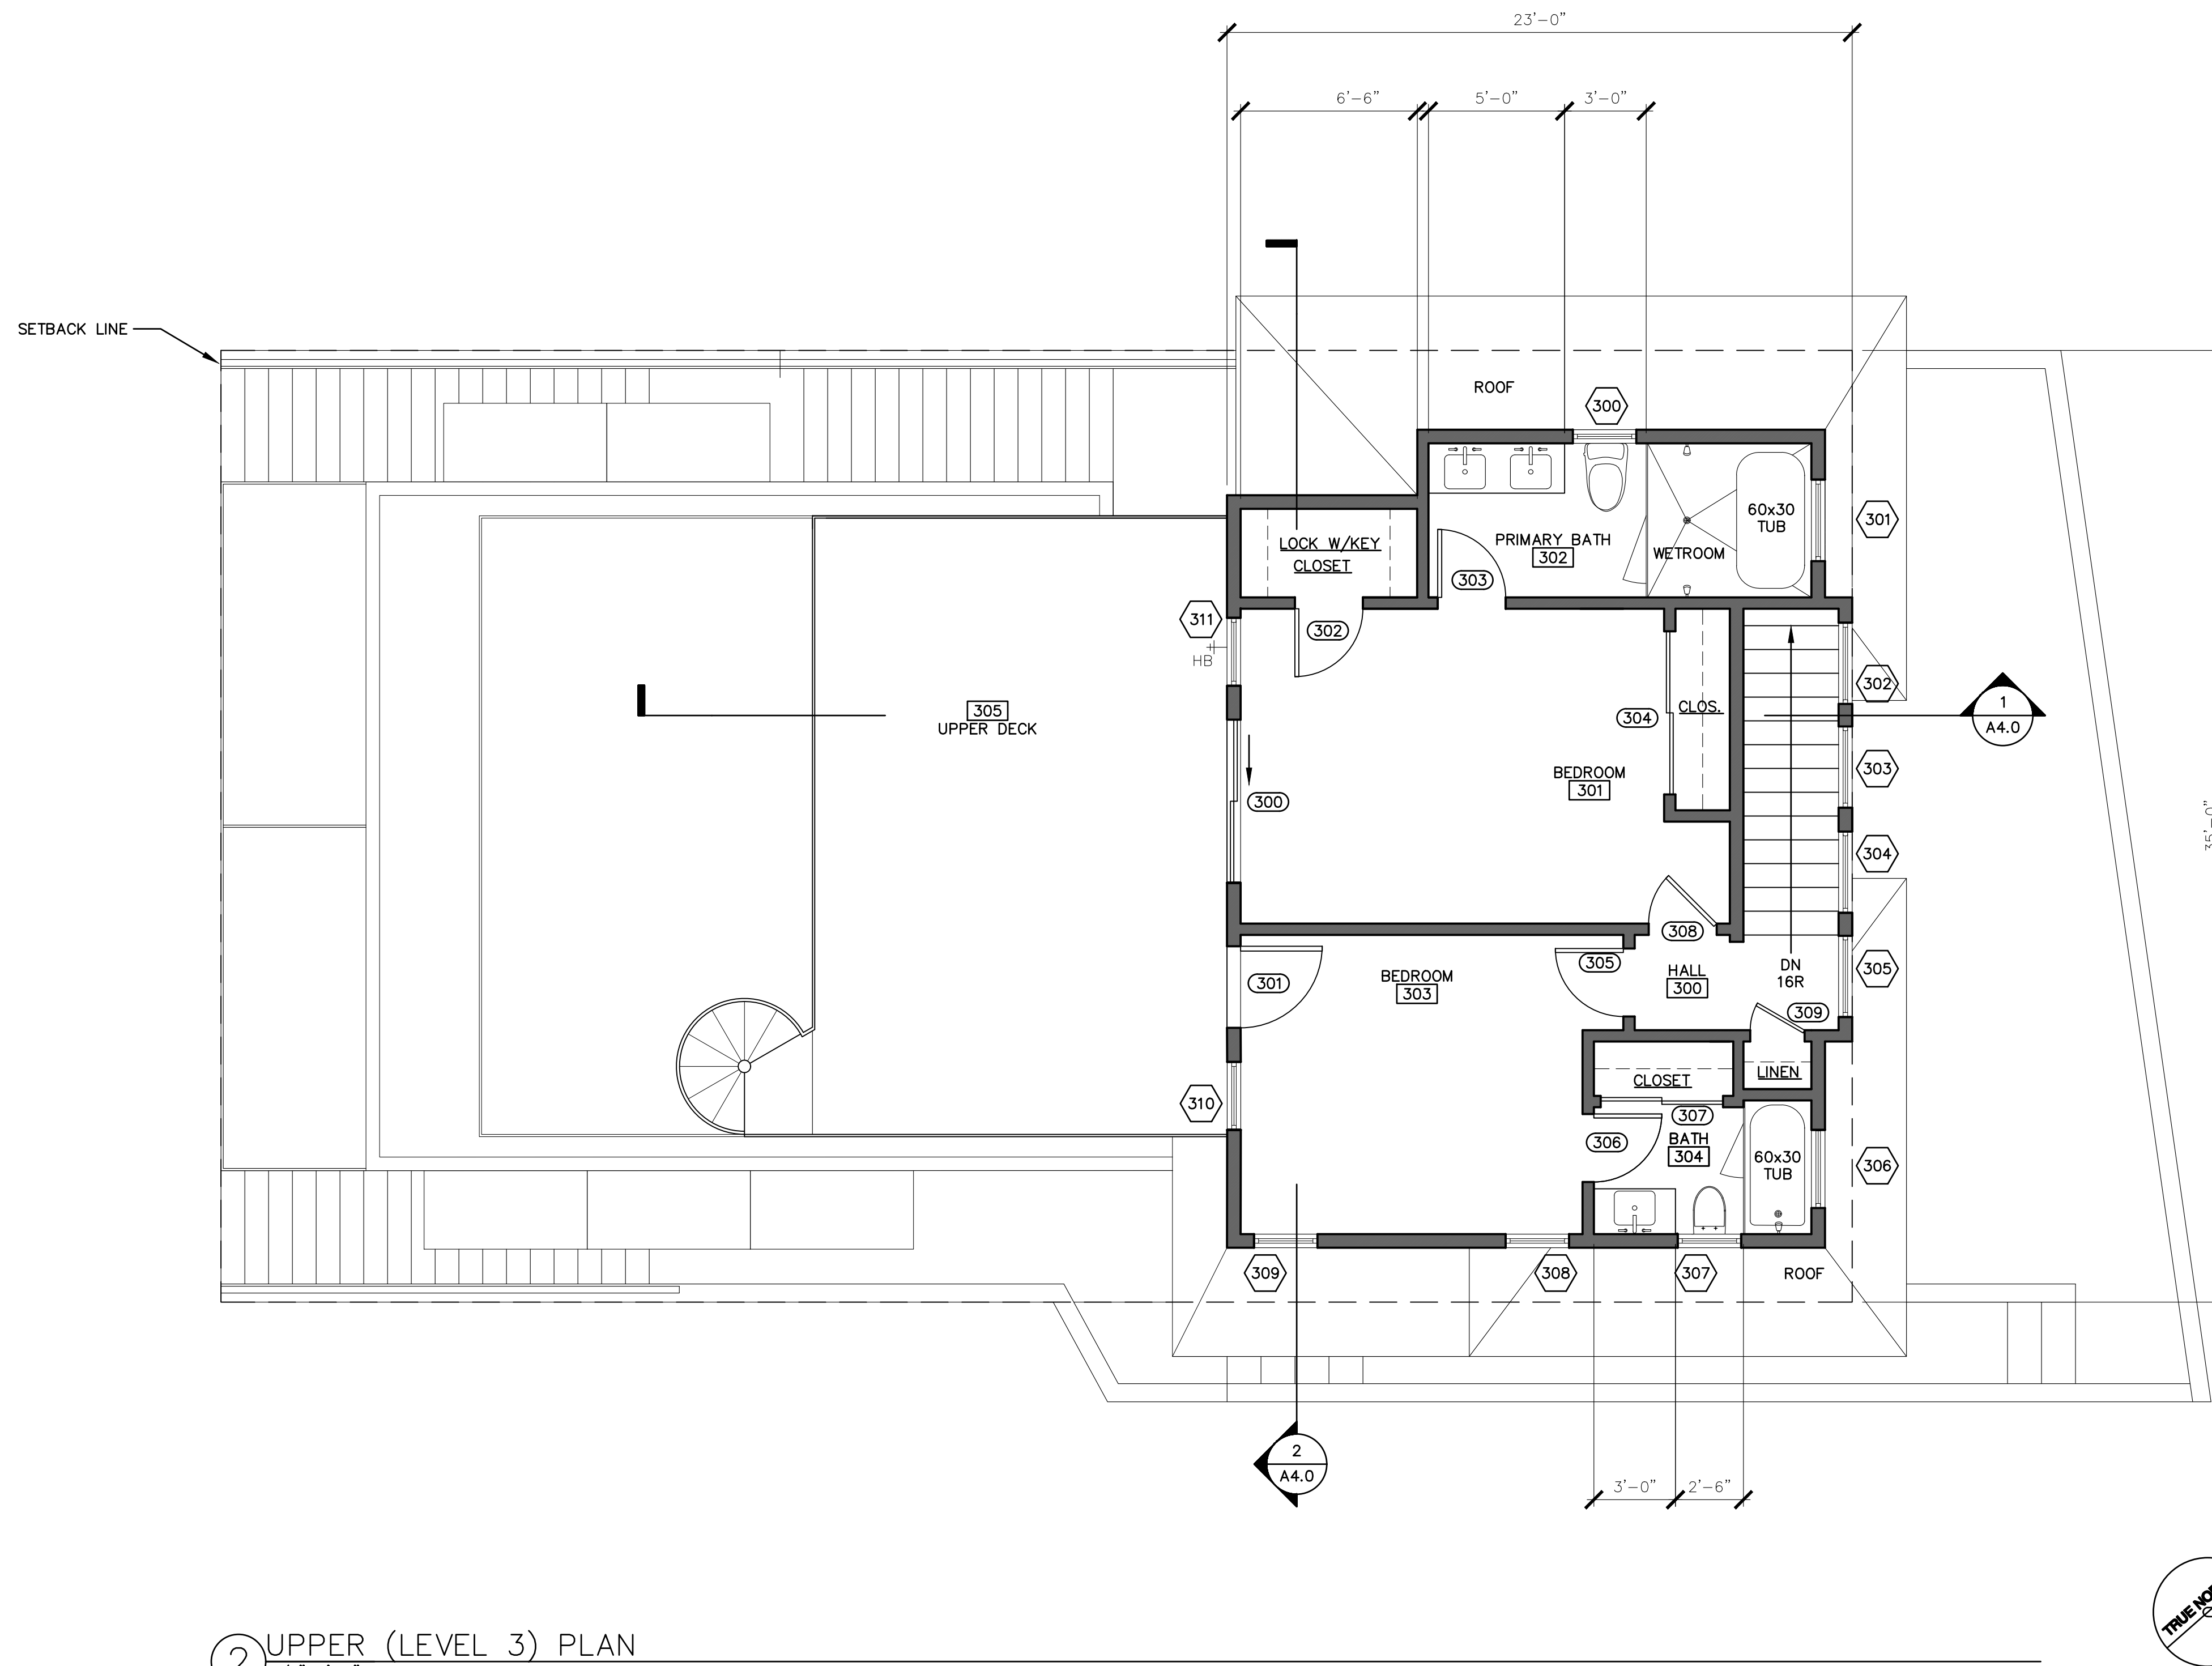 23'-0"
6'-6"
5'-0"
3'-0"
SETBACK LINE
ROOF
300
301
60x30
TUB
LOCK W/KEY
CLOSET
PRIMARY BATH
302
WETROOM
303
311
302
HB
302
305
UPPER DECK
304
CLOS.
1
A4.0
BEDROOM
301
303
300
35'-0"
304
308
305
HALL
300
DN
16R
305
301
BEDROOM
303
309
CLOSET
LINEN
310
307
306
BATH
304
60x30
TUB
306
309
308
307
ROOF
2
A4.0
3'-0"
2'-6"
2
UPPER (LEVEL 3) PLAN
TRUE